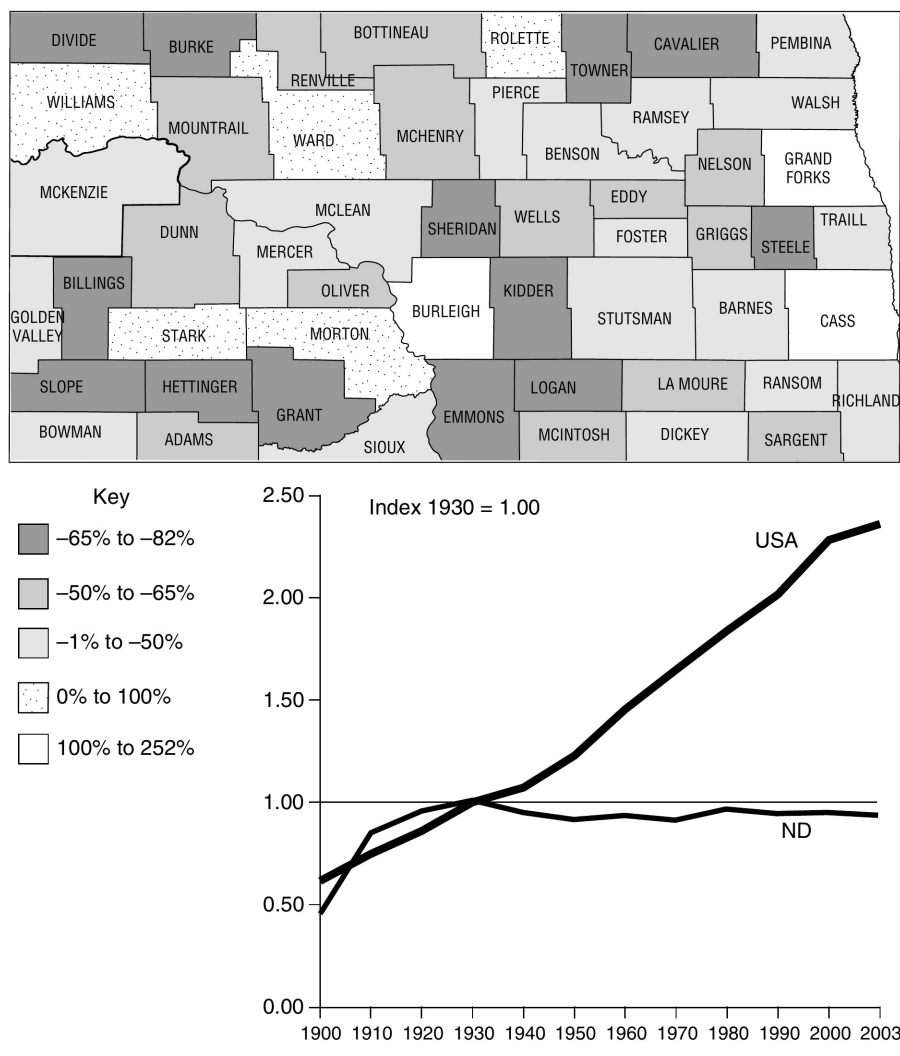 DIVIDE
BURKE
BOTTINEAU
ROLETTE
CAVALIER
PEMBINA
TOWNER
RENVILLE
WILLIAMS
PIERCE
WALSH
MOUNTRAIL
WARD
MCHENRY
RAMSEY
BENSON
NELSON
GRAND
FORKS
MCKENZIE
MCLEAN
EDDY
DUNN
SHERIDAN
WELLS
TRAILL
MERCER
FOSTER
GRIGGS
STEELE
BILLINGS
OLIVER
KIDDER
GOLDEN
VALLEY
STARK
MORTON
BURLEIGH
STUTSMAN
BARNES
CASS
SLOPE
HETTINGER
LOGAN
LA MOURE
RANSOM
RICHLAND
GRANT
EMMONS
BOWMAN
ADAMS
SIOUX
MCINTOSH
DICKEY
SARGENT
Key
–65% to –82%
–50% to –65%
–1% to –50%
0% to 100%
100% to 252%
Index 1930 = 1.00
2.50
2.00
1.50
1.00
0.50
0.00
USA
ND
1900 1910 1920 1930 1940 1950 1960 1970 1980 1990 2000 2003